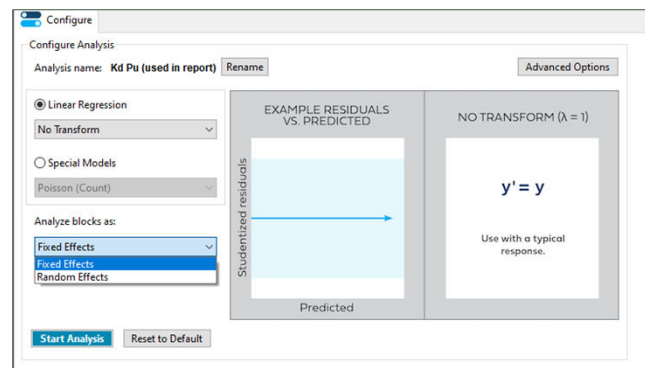 Configure
Configure Analysis
Analysis name: Kd Pu (used in report) Rename
Advanced Options
Linear Regression
No Transform
Special Models
Poisson (Count)
Analyze blocks as:
Fixed Effects
Fixed Effects
Random Effects
EXAMPLE RESIDUALS
VS. PREDICTED
Studentized residuals
Predicted
NO TRANSFORM (λ = 1)
y' = y
Use with a typical
response.
Start Analysis
Reset to Default